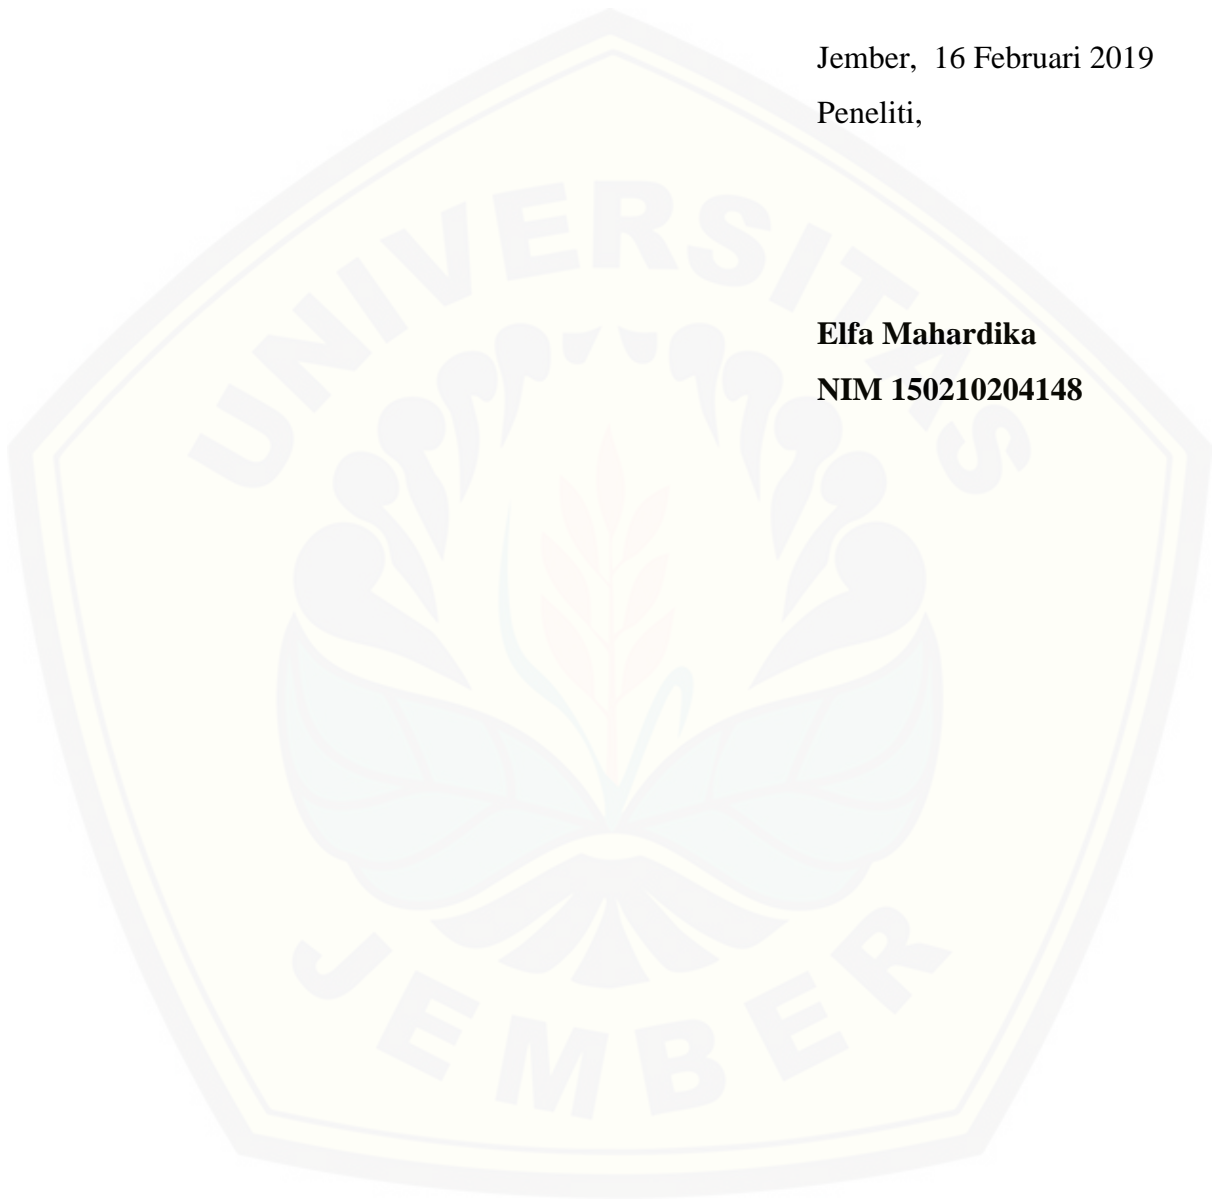 Jember,  16 Februari 2019
Peneliti,
UNIVERSITAS
Elfa Mahardika
NIM 150210204148
JEMBER